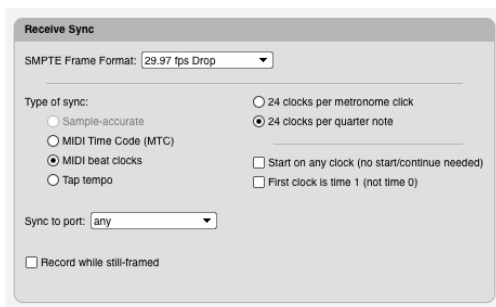 Receive Sync
SMPTE Frame Format: 29.97 fps Drop
Type of sync:
Sample-accurate
MIDI Time Code (MTC)
MIDI beat clocks
Tap tempo
24 clocks per metronome click
24 clocks per quarter note
Start on any clock (no start/continue needed)
First clock is time 1 (not time 0)
Sync to port: any
Record while still-framed